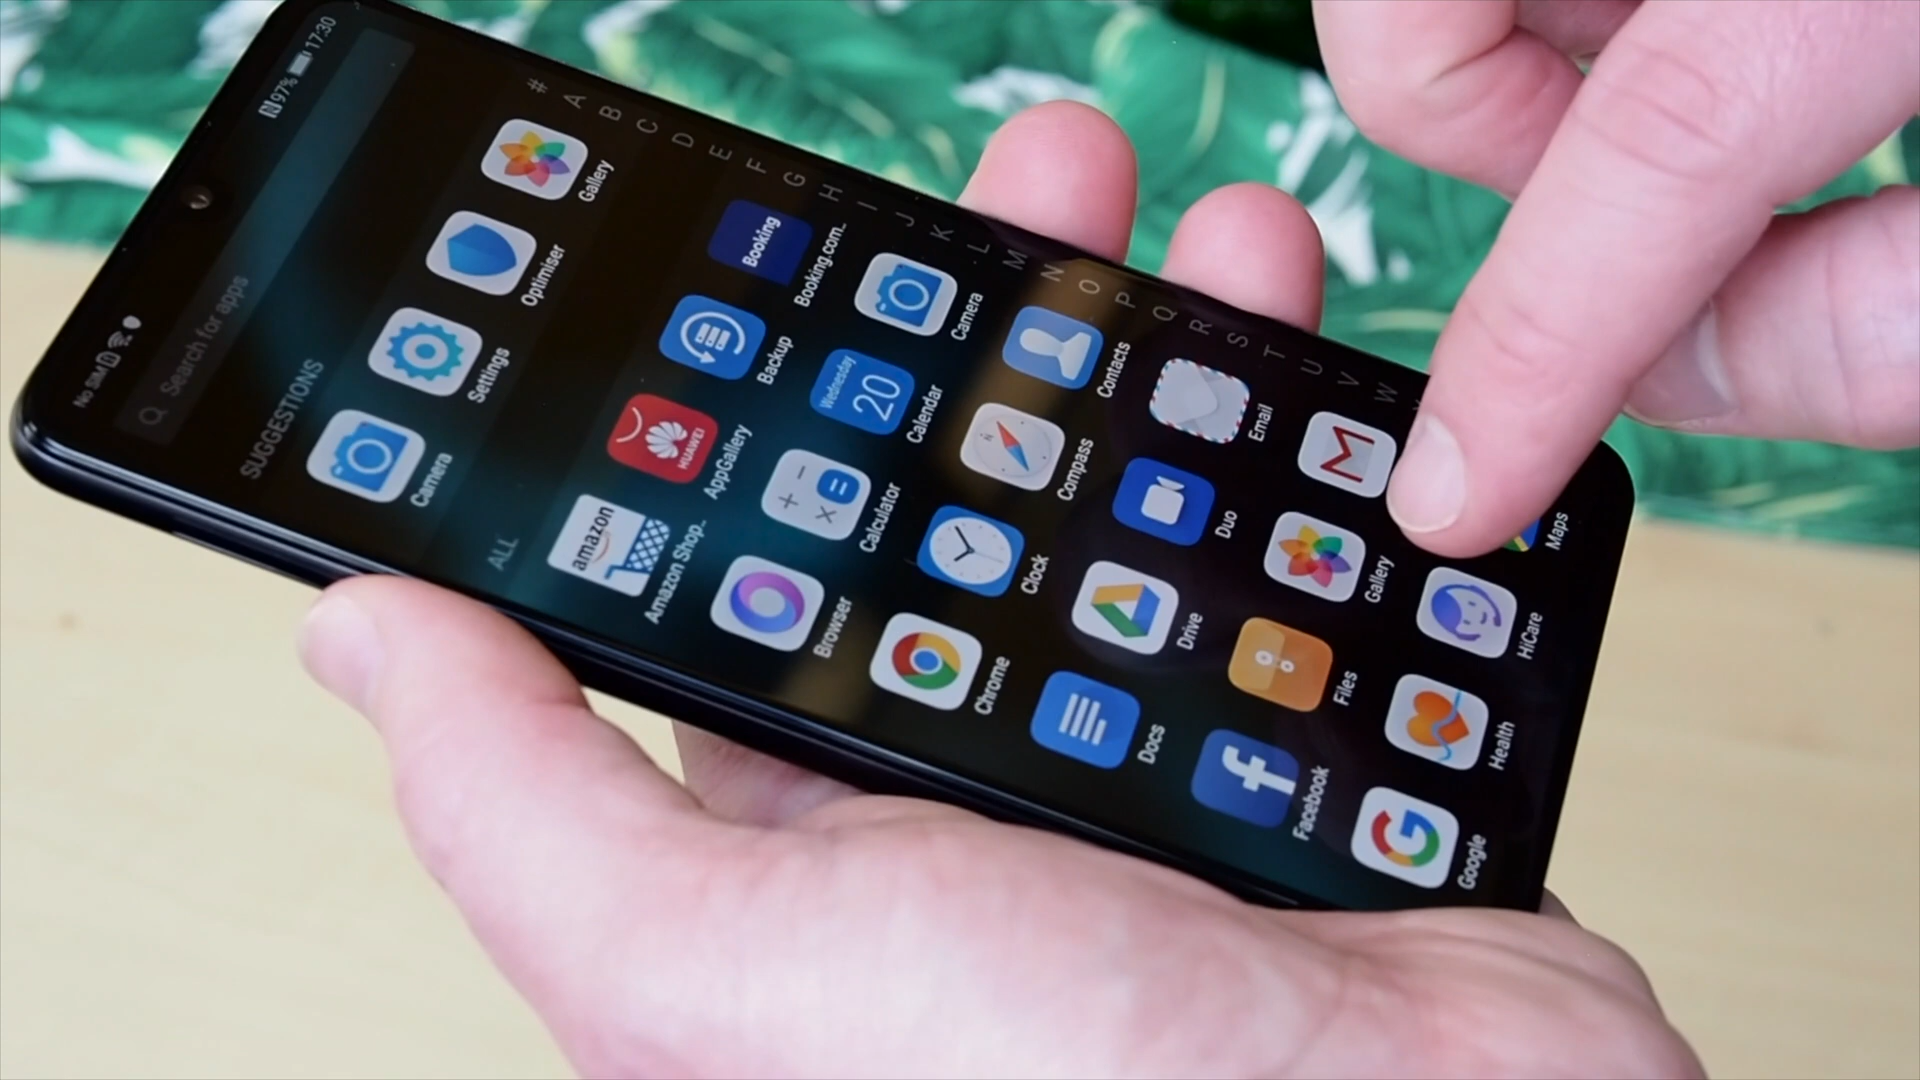 No SIM
97% 17:30
Search for apps
SUGGESTIONS
Camera Settings Optimiser Gallery
ALL
amazon HUAWEI Booking
Amazon Shop.. AppGallery Backup Booking.com..
Wednesday
20
Browser Calculator Calendar Camera
N
Chrome Clock Compass Contacts
Docs Drive Duo Email
Facebook Files Gallery
Google Health HiCare Maps
#
A
B
C
D
E
F
G
H
I
J
K
L
M
N
O
P
Q
R
S
T
U
V
W